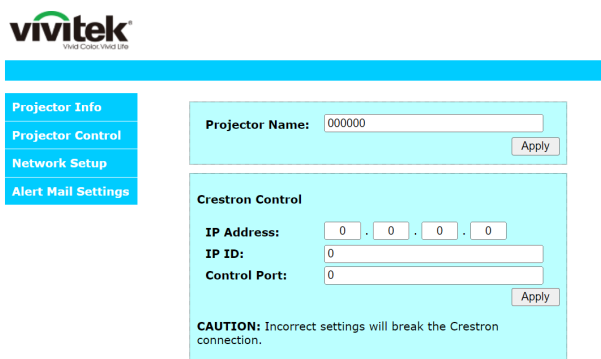 vivitek®
Vivid Color. Vivid Life
Projector Info
Projector Control
Network Setup
Alert Mail Settings
Projector Name: 000000
Apply
Crestron Control
IP Address: 0 . 0 . 0 . 0
IP ID: 0
Control Port: 0
Apply
CAUTION: Incorrect settings will break the Crestron
connection.